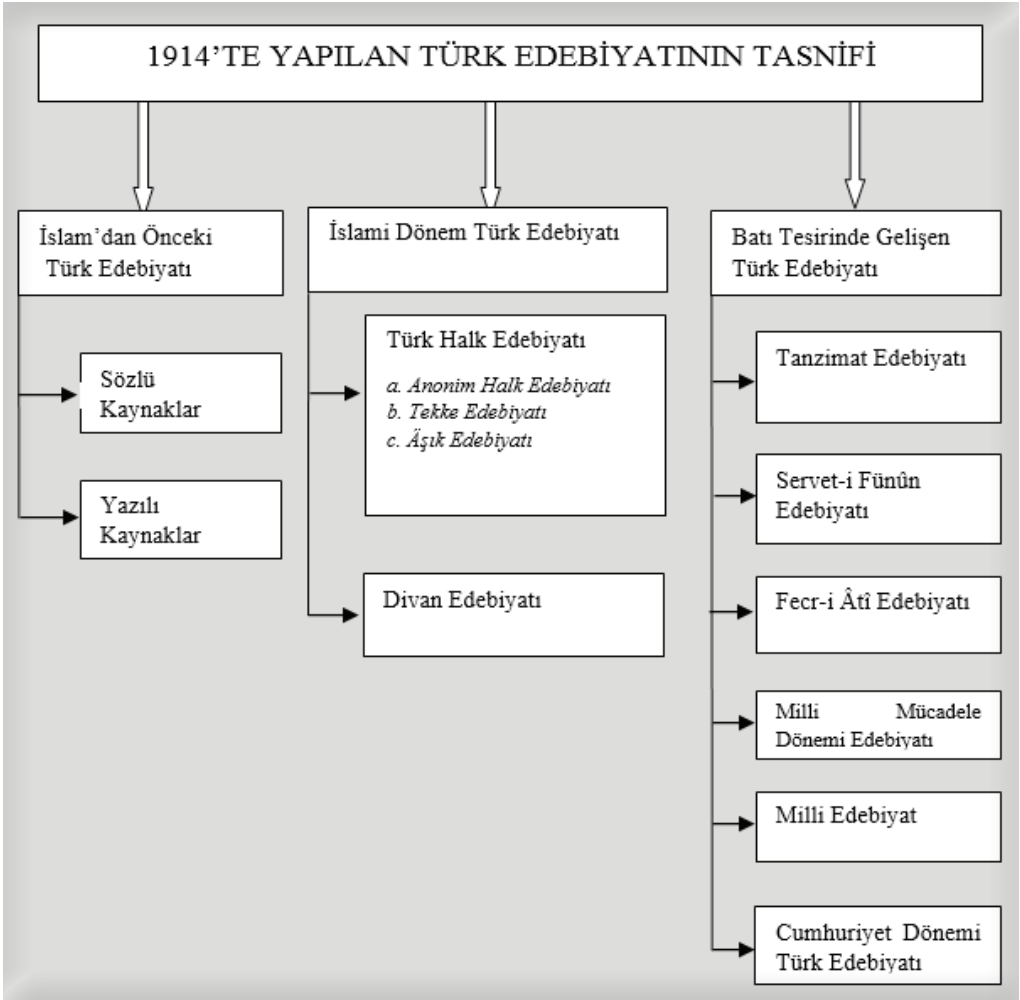 1914’TE YAPILAN TÜRK EDEBİYATININ TASNİFİ
İslam’dan Önceki
Türk Edebiyatı
Sözlü
Kaynaklar
Yazılı
Kaynaklar
İslami Dönem Türk Edebiyatı
Türk Halk Edebiyatı
a. Anonim Halk Edebiyatı
b. Tekke Edebiyatı
c. Äşık Edebiyatı
Divan Edebiyatı
Batı Tesirinde Gelişen
Türk Edebiyatı
Tanzimat Edebiyatı
Servet-i Fünûn
Edebiyatı
Fecr-i Âtî Edebiyatı
Milli Mücadele
Dönemi Edebiyatı
Milli Edebiyat
Cumhuriyet Dönemi
Türk Edebiyatı